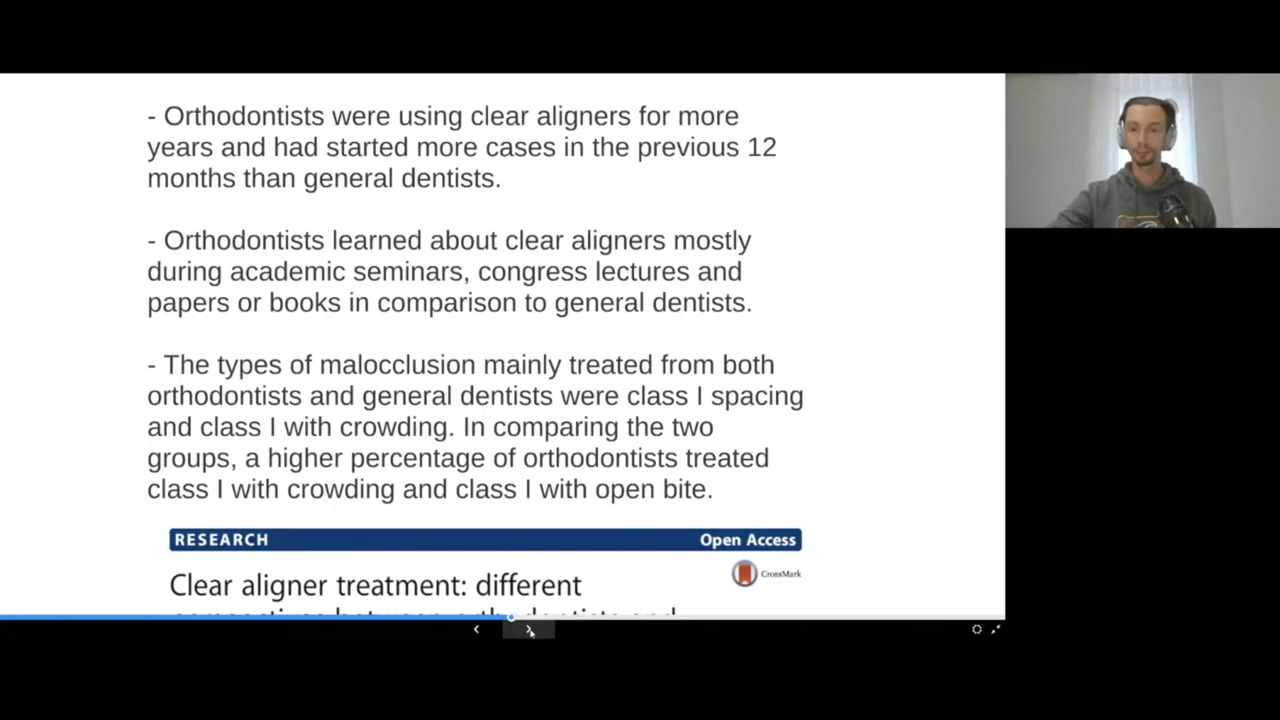 - Orthodontists were using clear aligners for more
years and had started more cases in the previous 12
months than general dentists.
- Orthodontists learned about clear aligners mostly
during academic seminars, congress lectures and
papers or books in comparison to general dentists.
- The types of malocclusion mainly treated from both
orthodontists and general dentists were class I spacing
and class I with crowding. In comparing the two
groups, a higher percentage of orthodontists treated
class I with crowding and class I with open bite.
RESEARCH Open Access
CrossMark
Clear aligner treatment: different
between orthodontists and